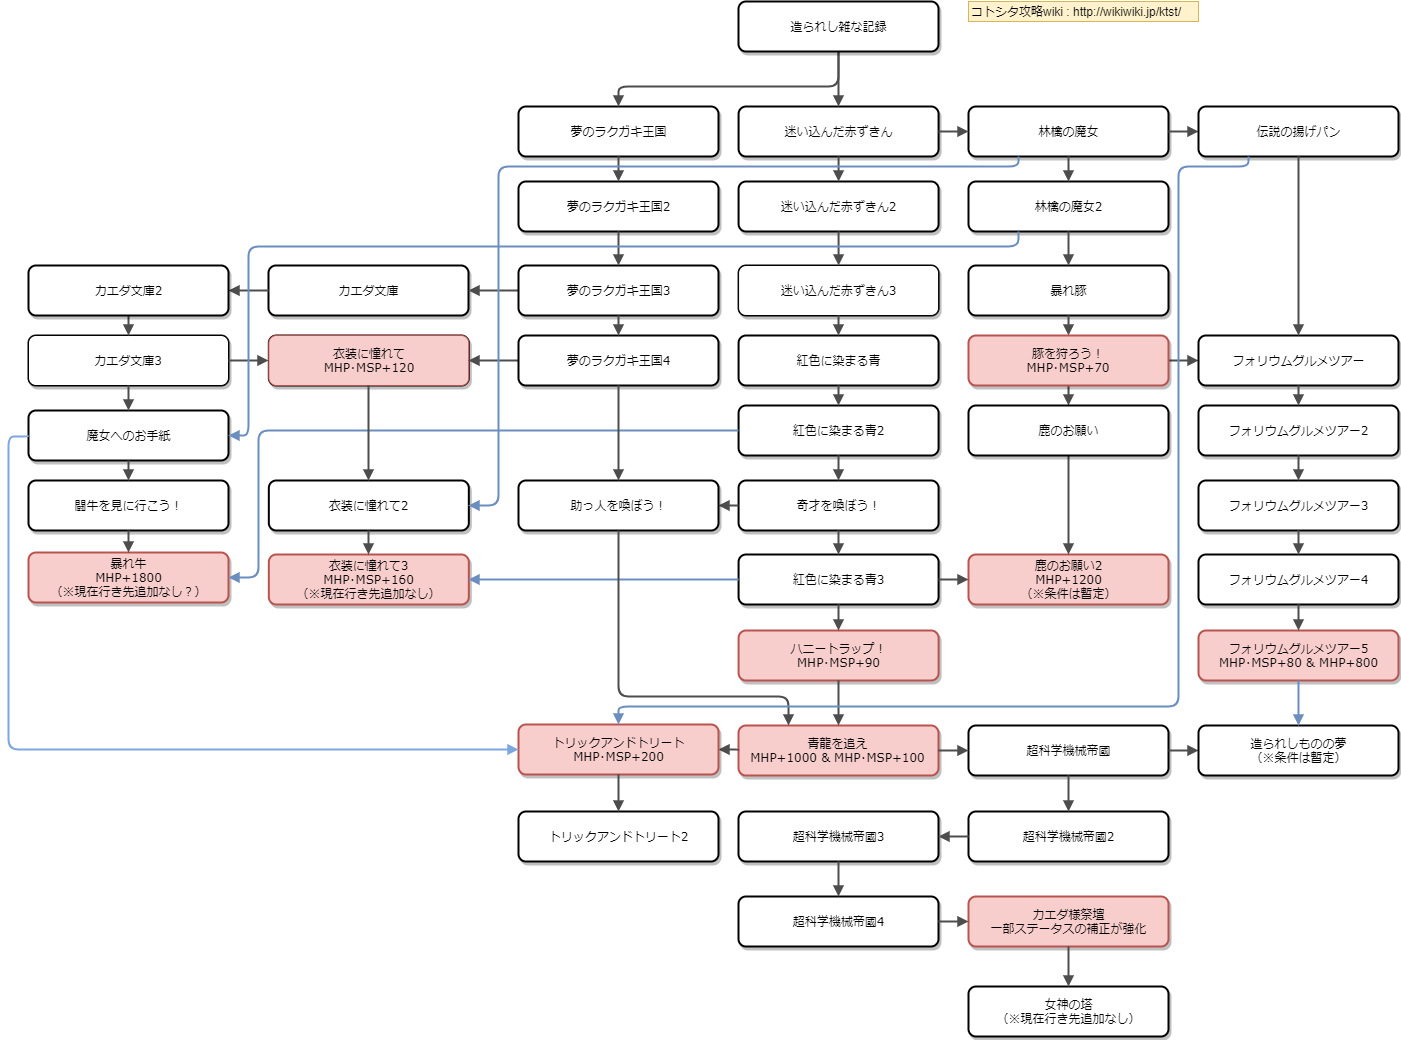 造られし雑な記録
コトシタ攻略wiki : http://wikiwiki.jp/ktst/
夢のラクガキ王国
迷い込んだ赤ずきん
林檎の魔女
伝説の揚げパン
夢のラクガキ王国2
迷い込んだ赤ずきん2
林檎の魔女2
カエダ文庫2
カエダ文庫
夢のラクガキ王国3
迷い込んだ赤ずきん3
暴れ豚
カエダ文庫3
衣装に憧れて
MHP･MSP+120
夢のラクガキ王国4
紅色に染まる青
豚を狩ろう！
MHP･MSP+70
フォリウムグルメツアー
魔女へのお手紙
紅色に染まる青2
鹿のお願い
フォリウムグルメツアー2
闘牛を見に行こう！
衣装に憧れて2
助っ人を喚ぼう！
奇才を喚ぼう！
フォリウムグルメツアー3
暴れ牛
MHP+1800
（※現在行き先追加なし？）
衣装に憧れて3
MHP･MSP+160
（※現在行き先追加なし）
紅色に染まる青3
鹿のお願い2
MHP+1200
（※条件は暫定）
フォリウムグルメツアー4
ハニートラップ！
MHP･MSP+90
フォリウムグルメツアー5
MHP･MSP+80 & MHP+800
トリックアンドトリート
MHP･MSP+200
青龍を追え
MHP+1000 & MHP･MSP+100
超科学機械帝國
造られしものの夢
（※条件は暫定）
トリックアンドトリート2
超科学機械帝國3
超科学機械帝國2
超科学機械帝國4
カエダ様祭壇
一部ステータスの補正が強化
女神の塔
（※現在行き先追加なし）